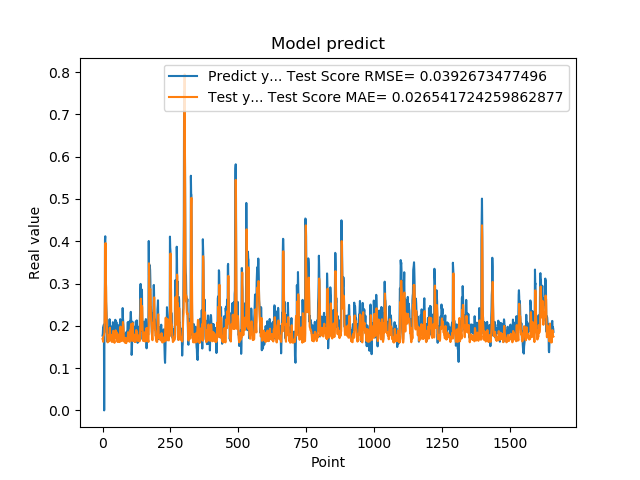 Model predict
Predict y... Test Score RMSE= 0.0392673477496
Test y... Test Score MAE= 0.026541724259862877
Real value
0.8
0.7
0.6
0.5
0.4
0.3
0.2
0.1
0.0
0 250 500 750 1000 1250 1500
Point